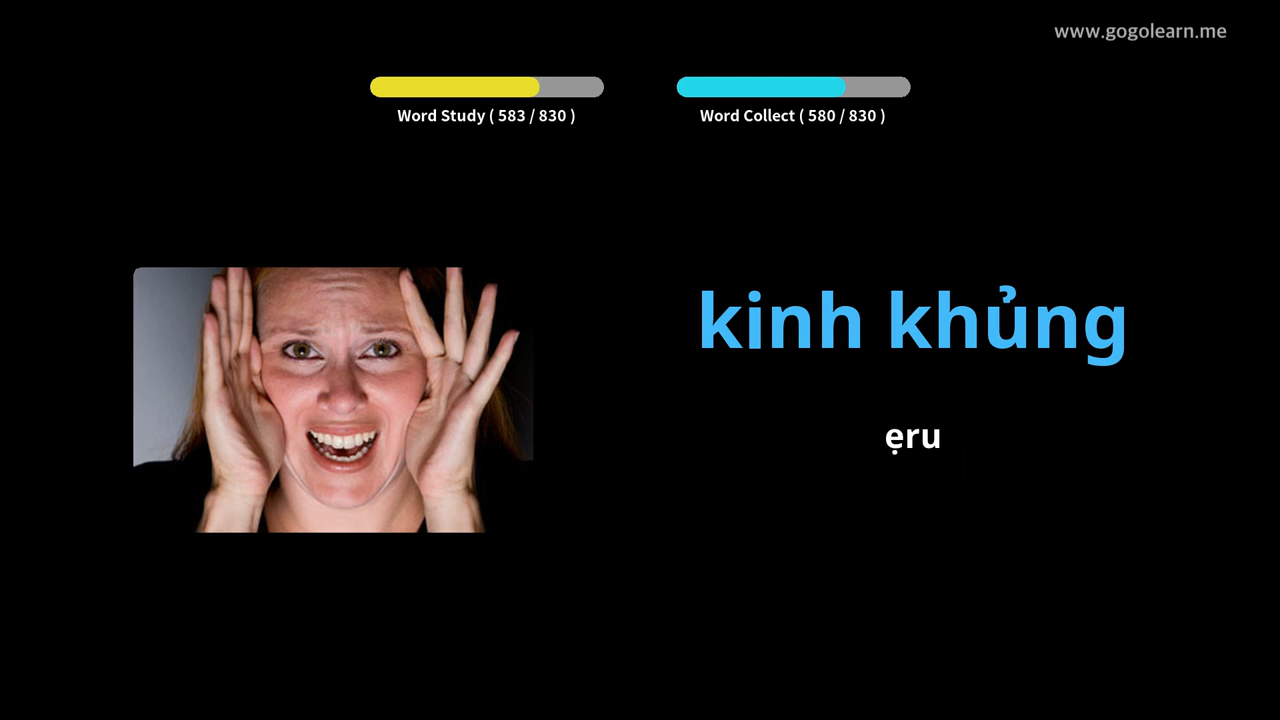 www.gogolearn.me
Word Study ( 583 / 830 )
Word Collect ( 580 / 830 )
kinh khủng
ẹru